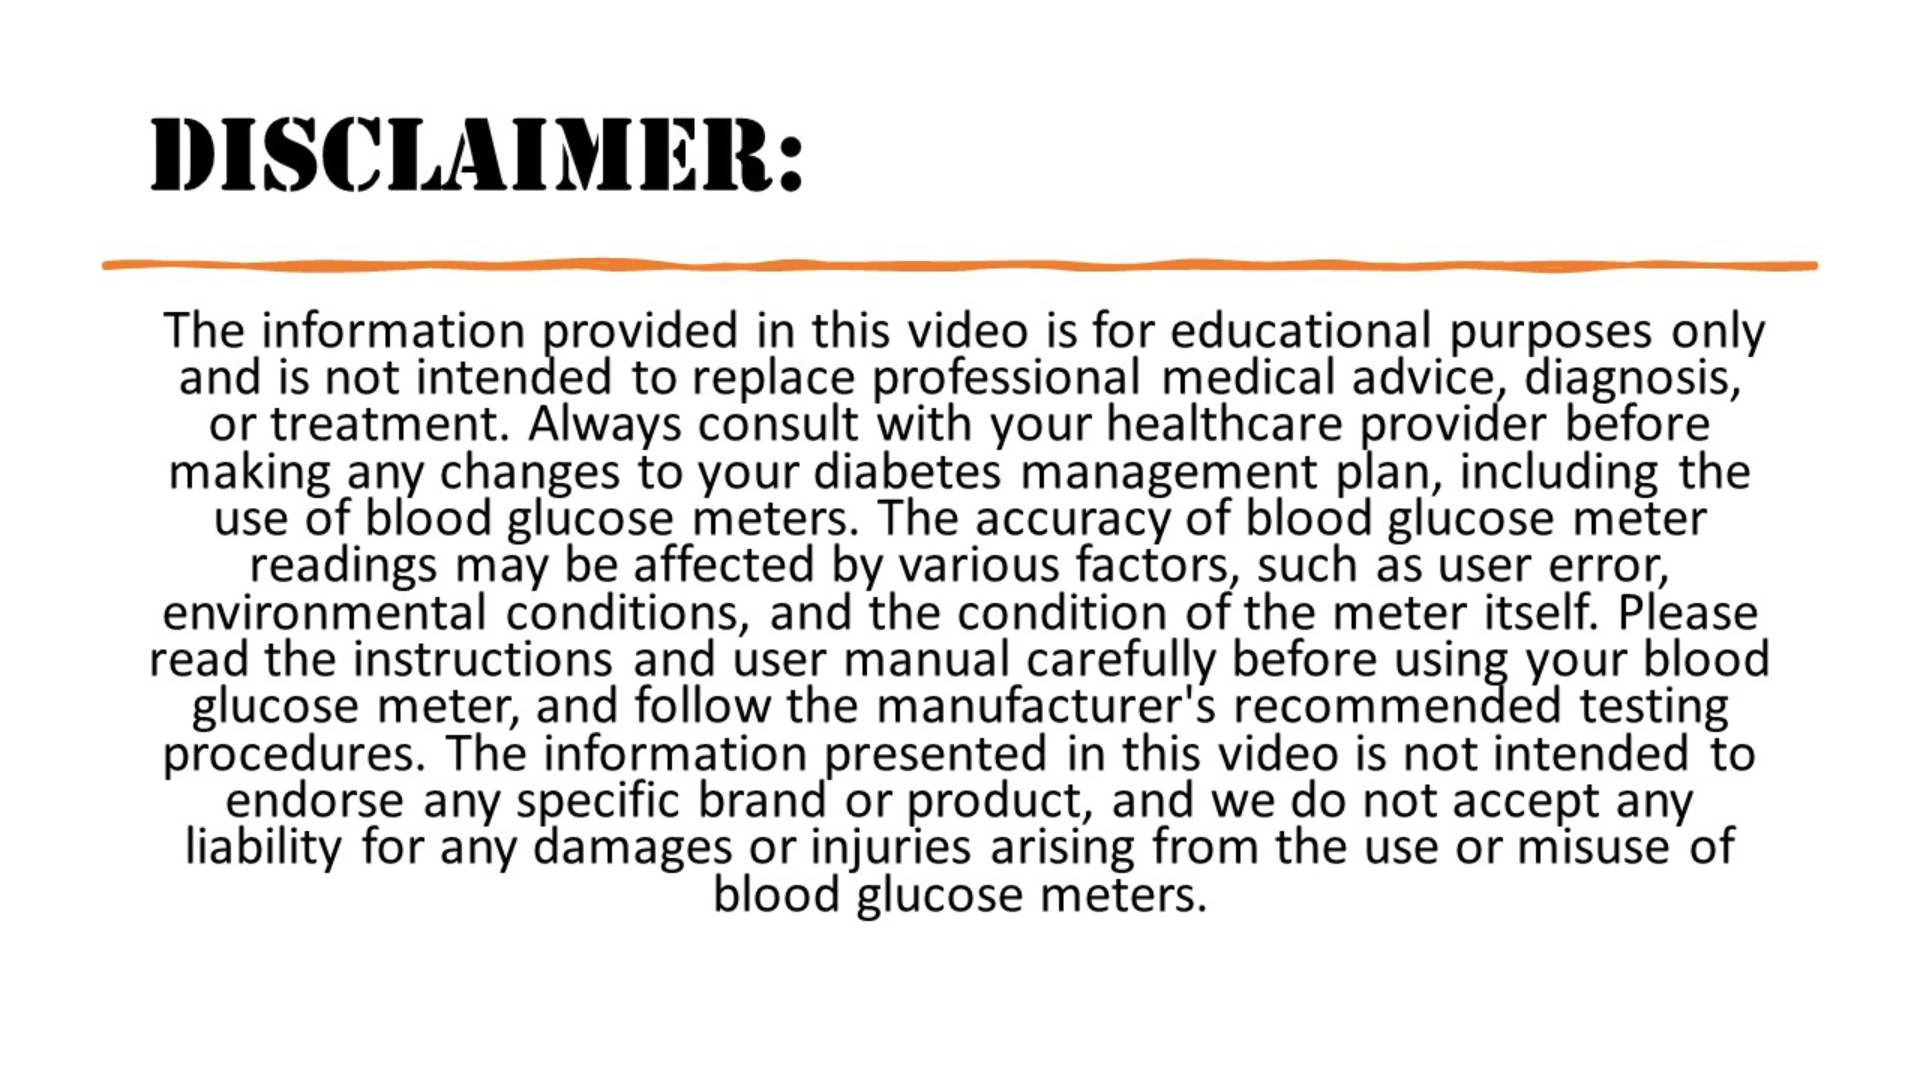 DISCLAIMER:
The information provided in this video is for educational purposes only
and is not intended to replace professional medical advice, diagnosis,
or treatment. Always consult with your healthcare provider before
making any changes to your diabetes management plan, including the
use of blood glucose meters. The accuracy of blood glucose meter
readings may be affected by various factors, such as user error,
environmental conditions, and the condition of the meter itself. Please
read the instructions and user manual carefully before using your blood
glucose meter, and follow the manufacturer's recommended testing
procedures. The information presented in this video is not intended to
endorse any specific brand or product, and we do not accept any
liability for any damages or injuries arising from the use or misuse of
blood glucose meters.